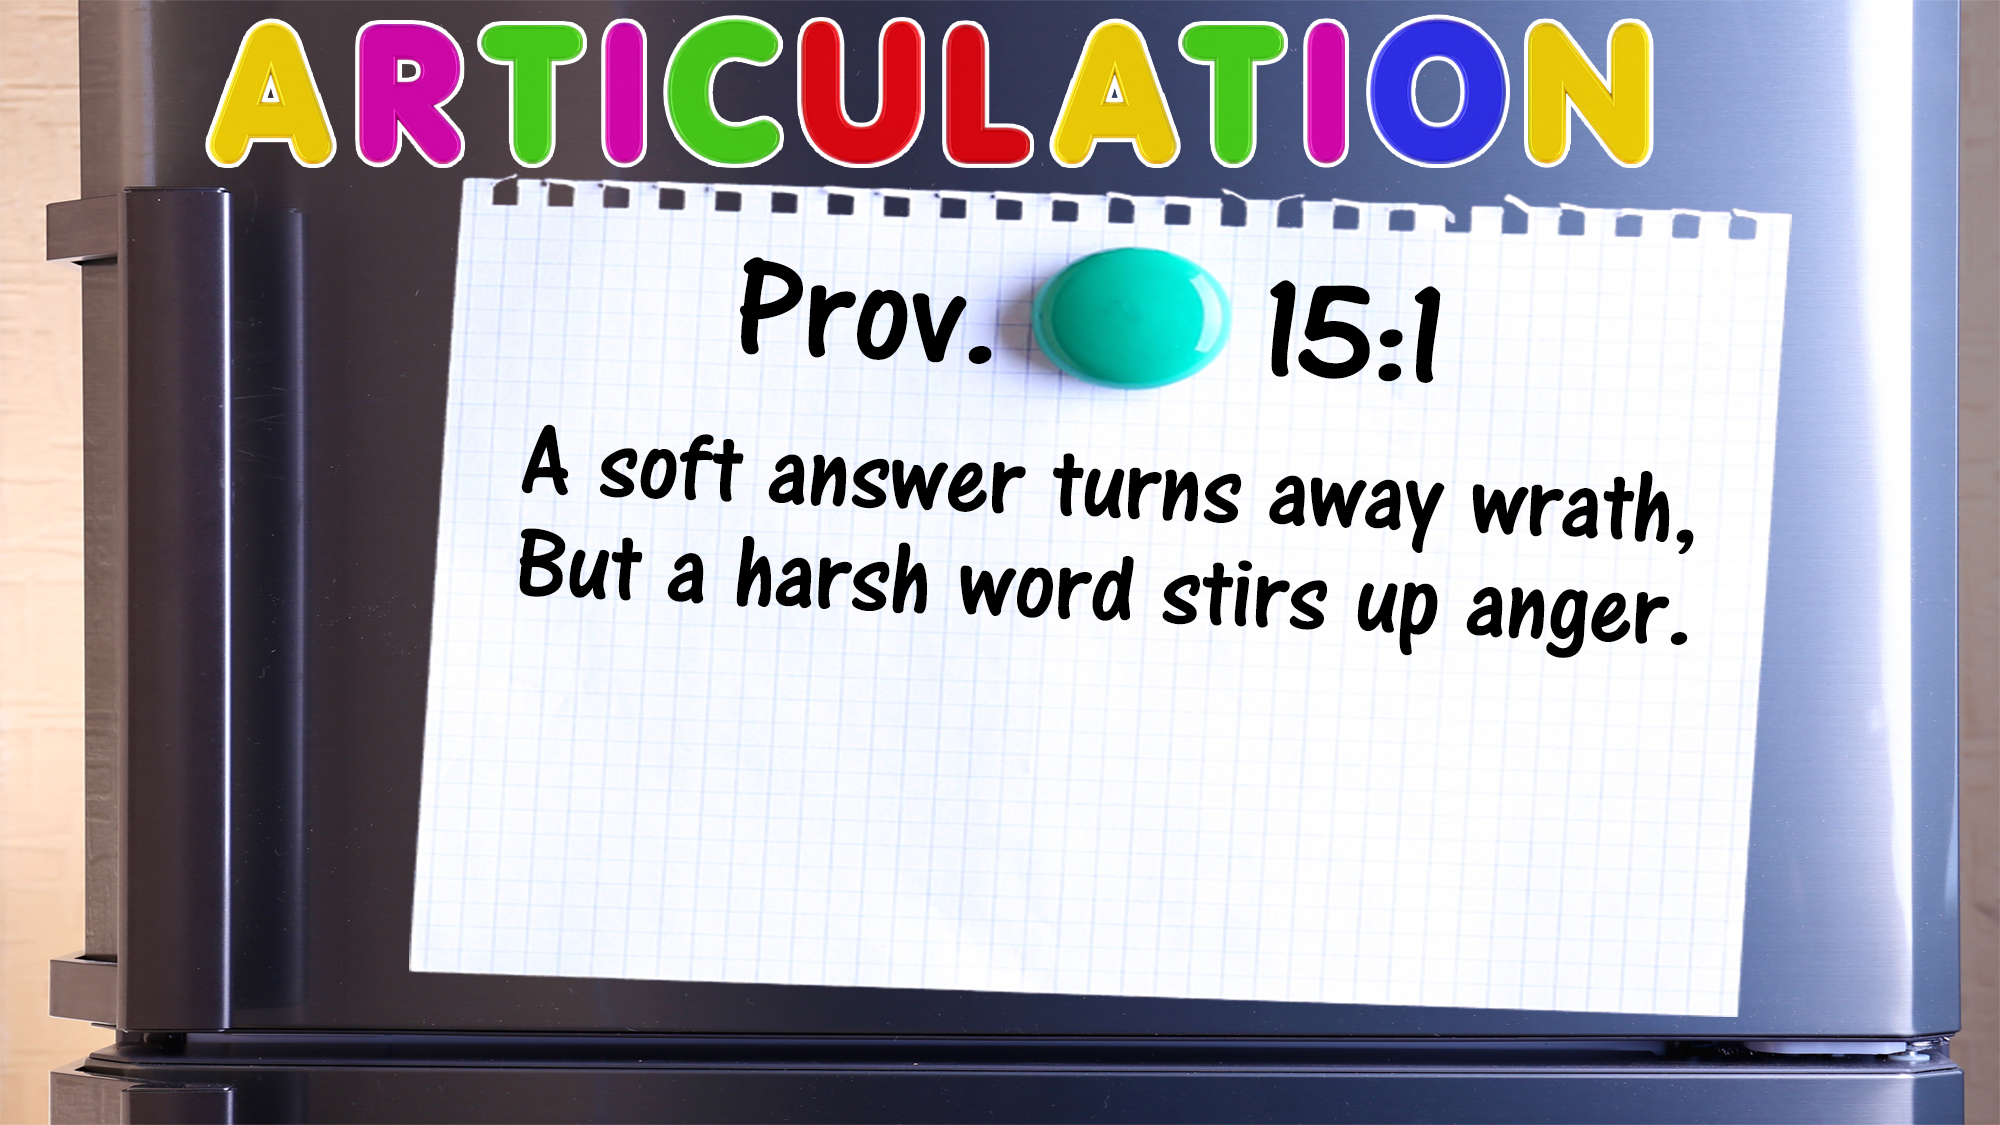 ARTICULATION
Prov. 15:1
A soft answer turns away wrath,
But a harsh word stirs up anger.